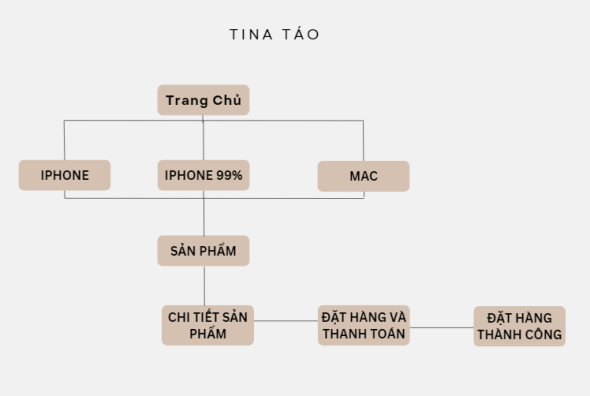 TINA TÁO
Trang Chủ
IPHONE
IPHONE 99%
MAC
SẢN PHẨM
CHI TIẾT SẢN
PHẨM
ĐẶT HÀNG VÀ
THANH TOÁN
ĐẶT HÀNG
THÀNH CÔNG